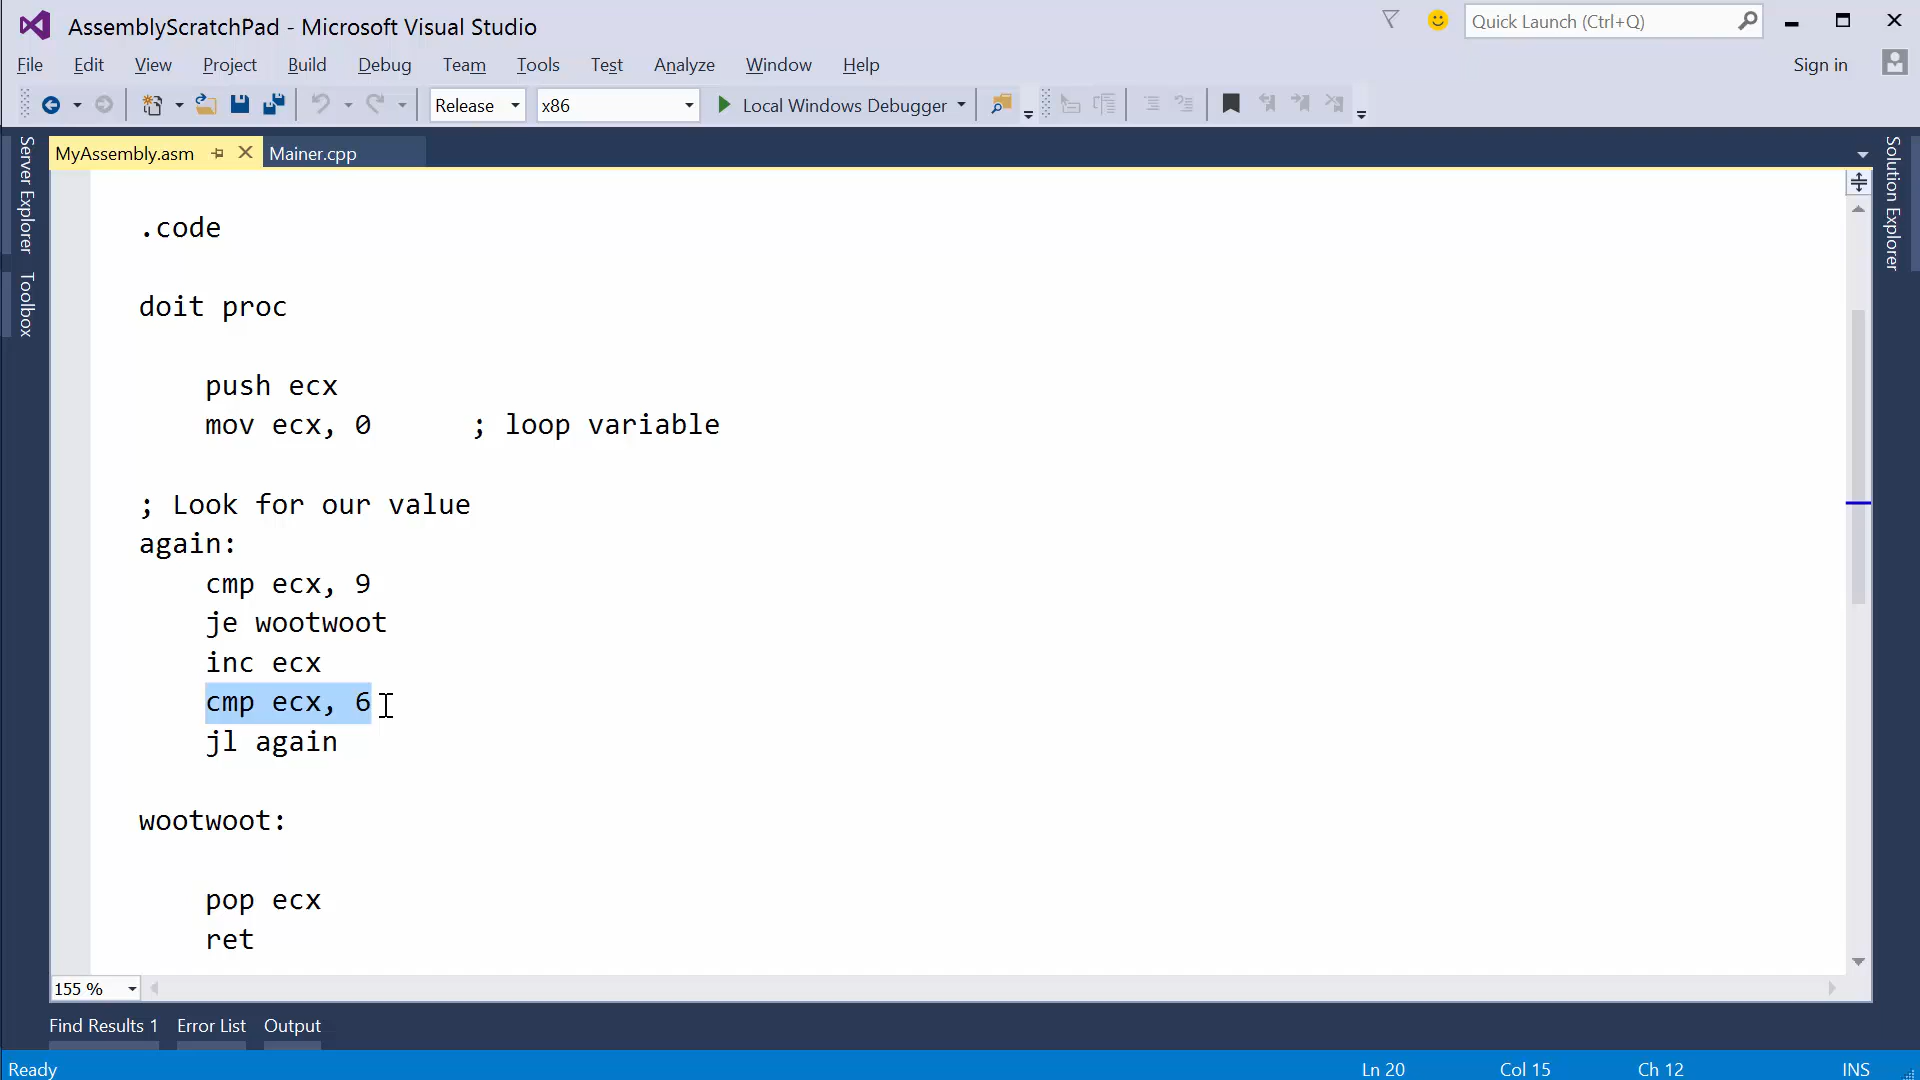 AssemblyScratchPad - Microsoft Visual Studio
Quick Launch (Ctrl+Q)
File Edit View Project Build Debug Team Tools Test Analyze Window Help
Sign in
Release x86 Local Windows Debugger
MyAssembly.asm Mainer.cpp
Server Explorer
Toolbox
Solution Explorer
.code
doit proc
push ecx
mov ecx, 0 ; loop variable
; Look for our value
again:
cmp ecx, 9
je wootwoot
inc ecx
cmp ecx, 6
jl again
wootwoot:
pop ecx
ret
155 %
Find Results 1 Error List Output
Ready Ln 20 Col 15 Ch 12 INS